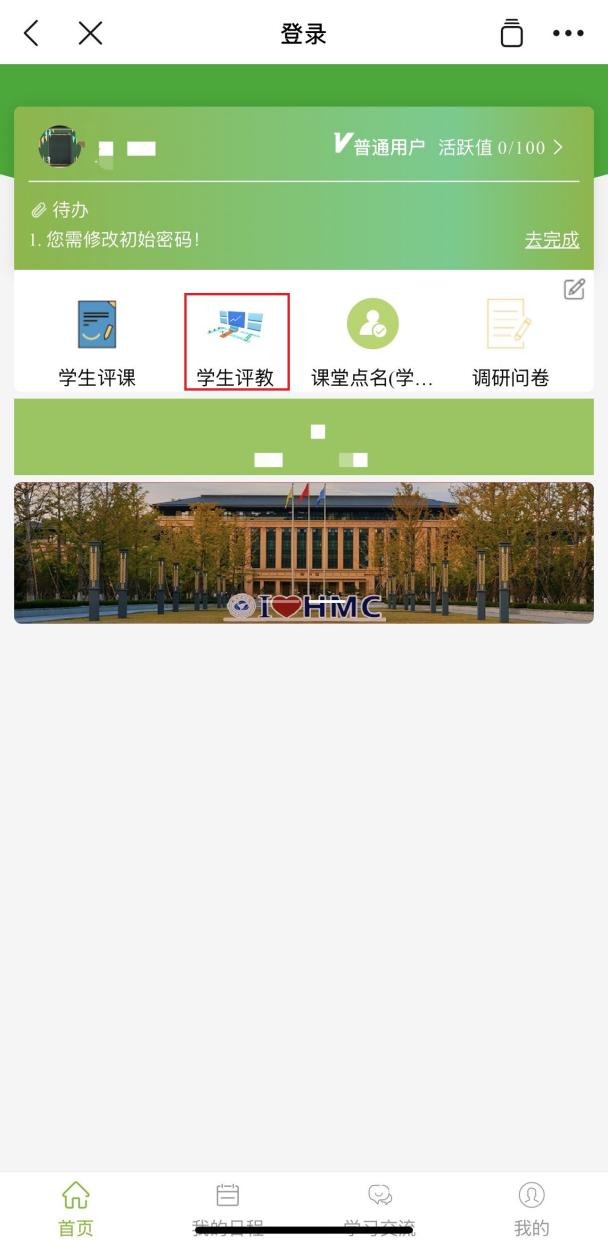 登录
普通用户 活跃值 0/100
待办
1. 您需修改初始密码！ 去完成
学生评课 学生评教 课堂点名(学… 调研问卷
I HMC
首页 我的日程 学习交流 我的